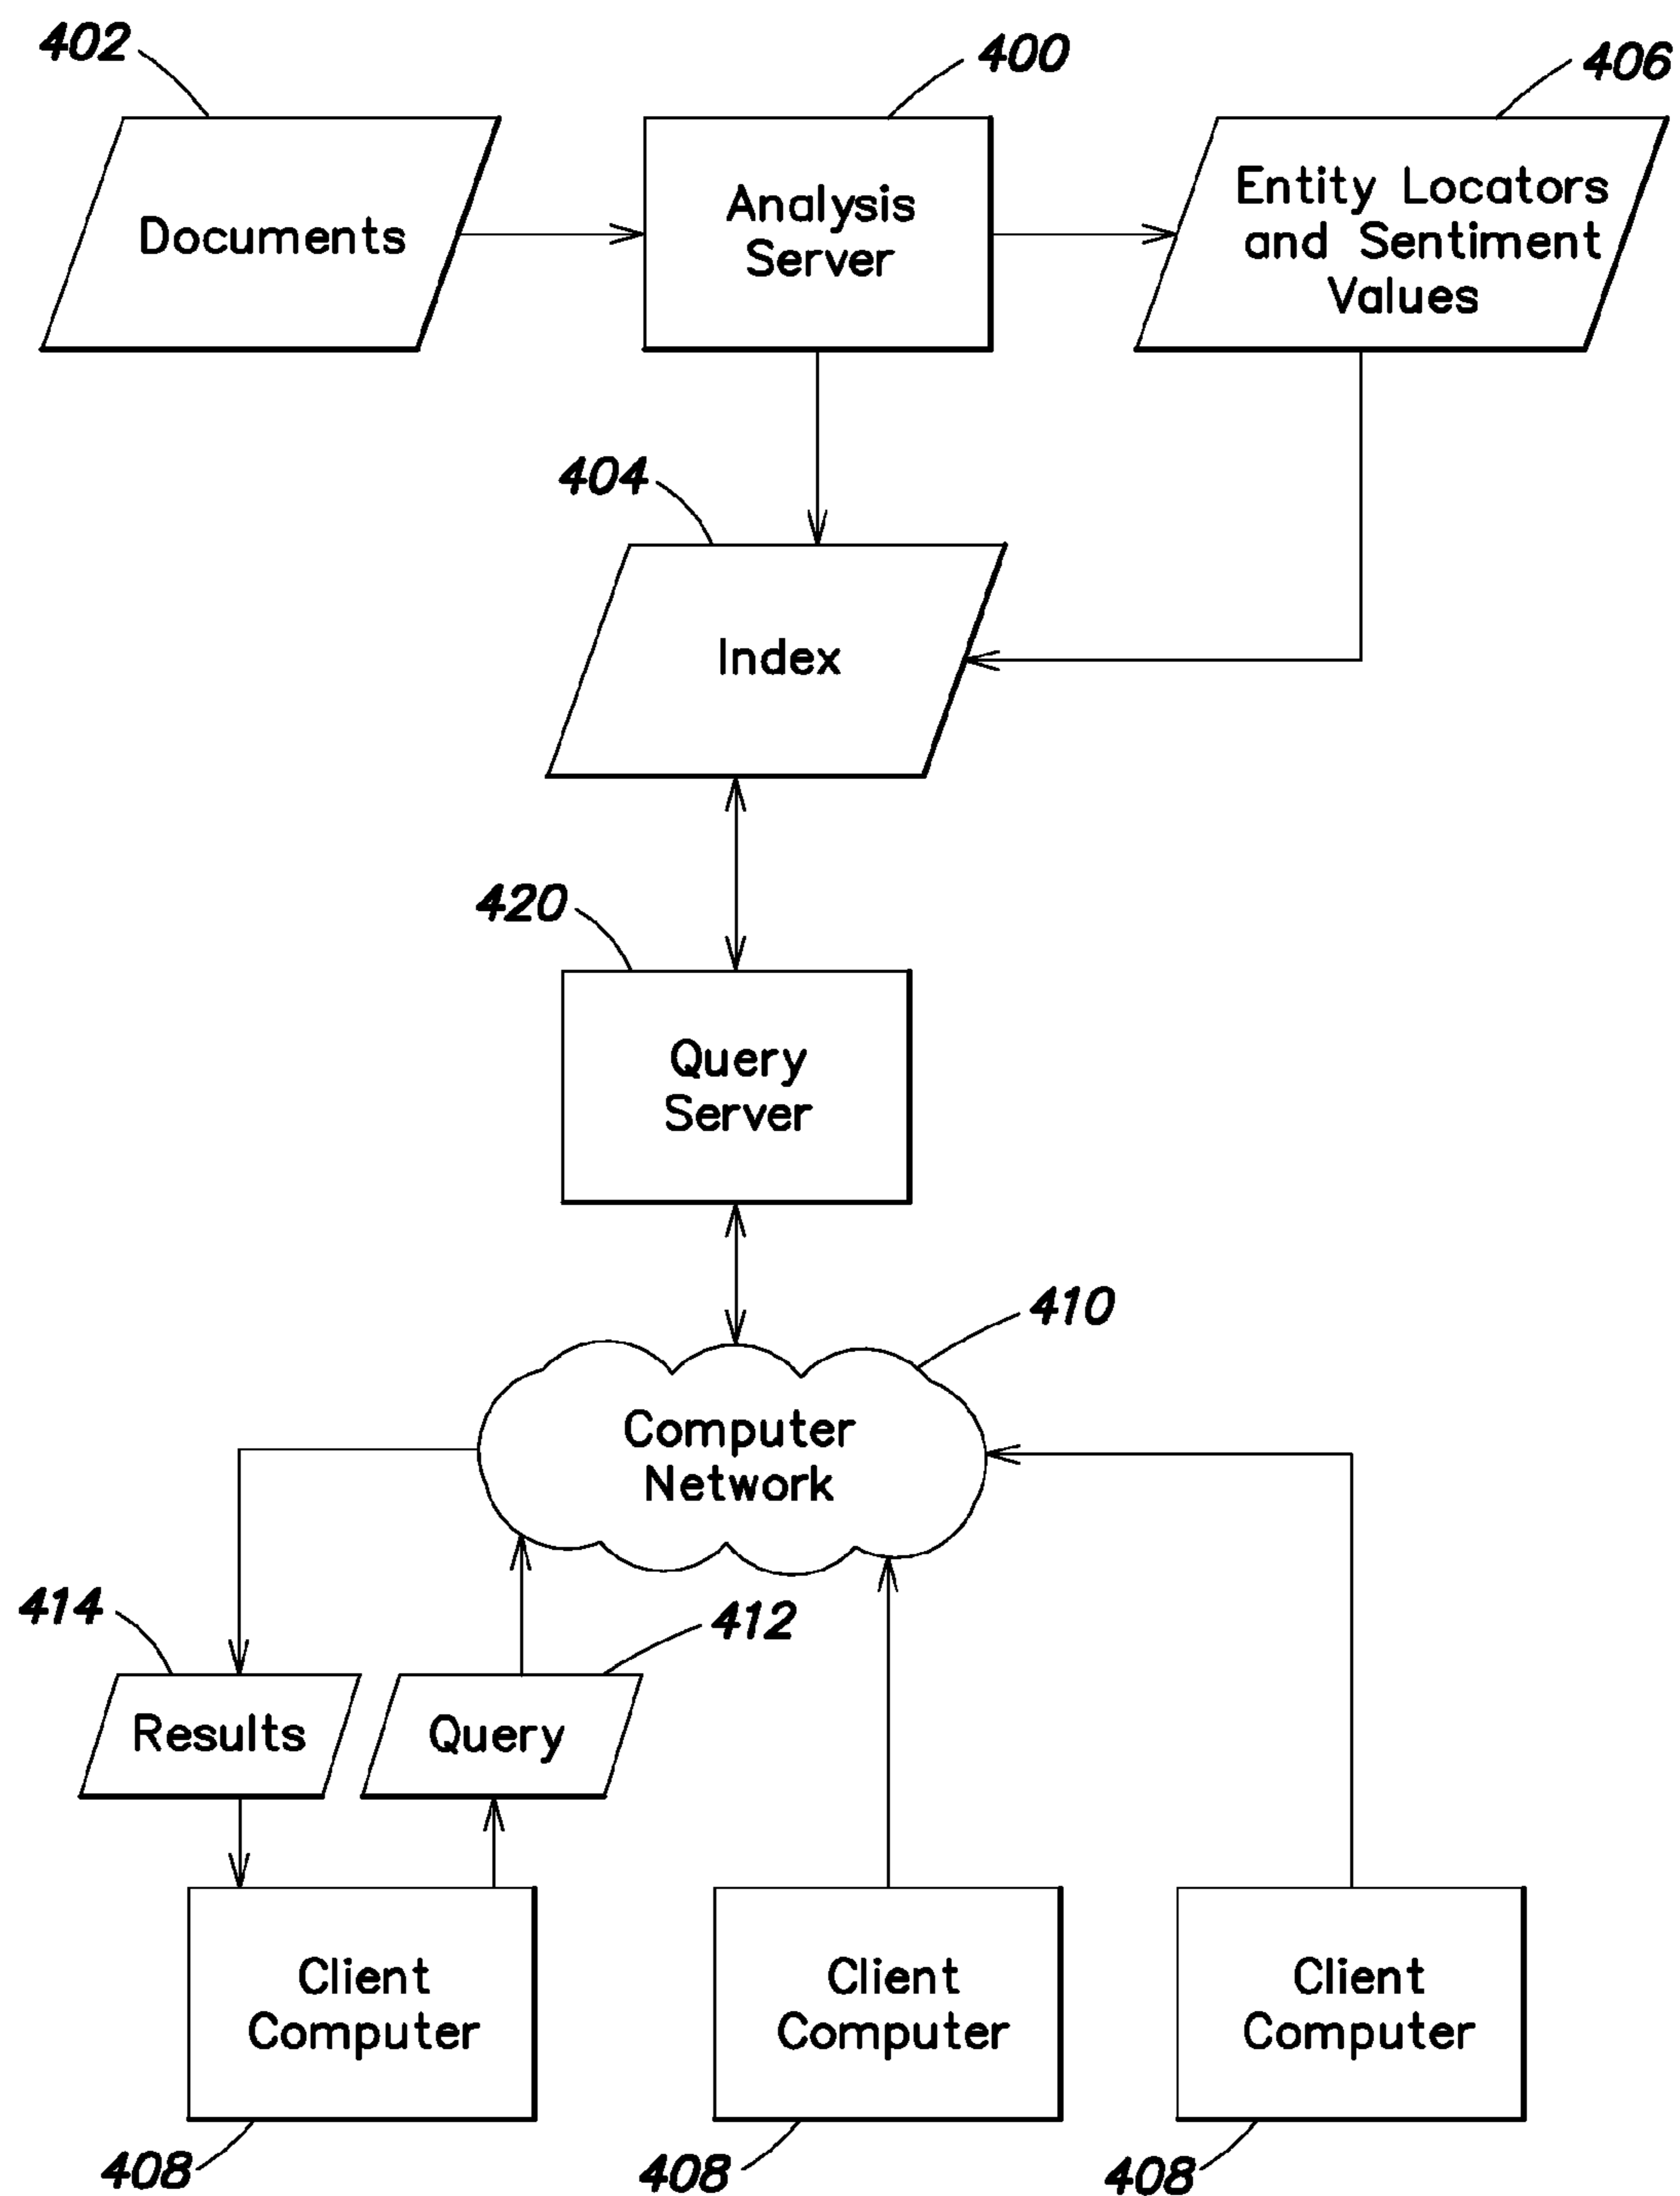 402
400
406
Documents
Analysis
Server
Entity Locators
and Sentiment
Values
404
Index
420
Query
Server
410
Computer
Network
414
412
Results
Query
Client
Computer
Client
Computer
Client
Computer
408
408
408